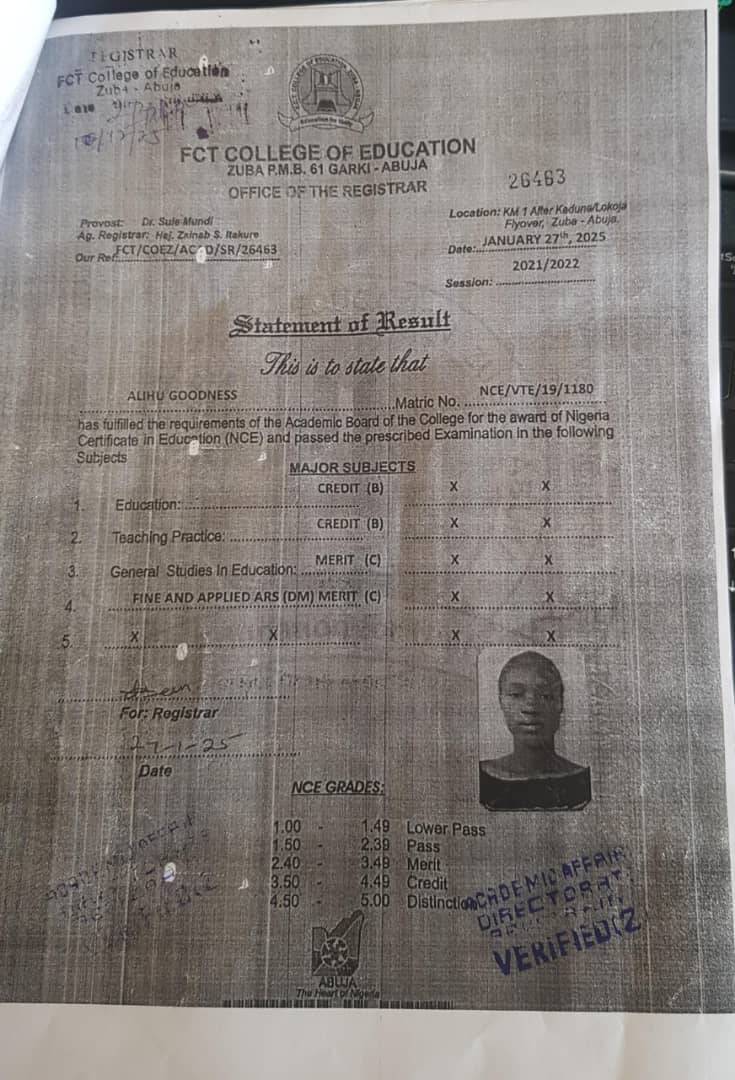 REGISTRAR
FCT College of Education
Zuba - Abuja
FCT COLLEGE OF EDUCATION
ZUBA P.M.B. 61 GARKI - ABUJA
OFFICE OF THE REGISTRAR
26463
Provost: Dr. Sule Mundi
Ag. Registrar: Haj. Zainab S. Itakure
Our Ref: FCT/COEZ/ACAD/SR/26463
Location: KM 1 After Kaduna/Lokoja
Flyover, Zuba - Abuja.
Date: JANUARY 27th, 2025
2021/2022
Session:
Statement of Result
This is to state that
ALIHU GOODNESS Matric No. NCE/VTE/19/1180
has fulfilled the requirements of the Academic Board of the College for the award of Nigeria
Certificate in Education (NCE) and passed the prescribed Examination in the following
Subjects
MAJOR SUBJECTS
1. Education: CREDIT (B) X X
2. Teaching Practice: CREDIT (B) X X
3. General Studies In Education: MERIT (C) X X
4. FINE AND APPLIED ARS (DM) MERIT (C) X X
5. X X X X
For: Registrar
27-1-25
Date
NCE GRADES:
1.00 - 1.49 Lower Pass
1.50 - 2.39 Pass
2.40 - 3.49 Merit
3.50 - 4.49 Credit
4.50 - 5.00 Distinction
ACADEMIC AFFAIR
DIRECTORAT
VERIFIED
ABUJA
The Heart of Nigeria